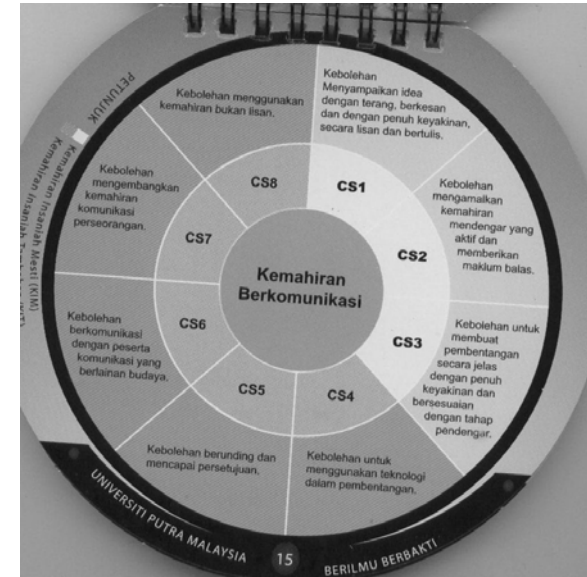 Kemahiran
Berkomunikasi
CS1
Kebolehan
Menyampaikan idea
dengan terang, berkesan
dan dengan penuh keyakinan,
secara lisan dan bertulis.
CS2
Kebolehan
mengamalkan
kemahiran
mendengar yang
aktif dan
memberikan
maklum balas.
CS3
Kebolehan untuk
membuat
pembentangan
secara jelas
dengan penuh
keyakinan dan
bersesuaian
dengan tahap
pendengar.
CS4
Kebolehan untuk
menggunakan teknologi
dalam pembentangan.
CS5
Kebolehan berunding dan
mencapai persetujuan.
CS6
Kebolehan
berkomunikasi
dengan peserta
komunikasi yang
berlainan budaya.
CS7
Kebolehan
mengembangkan
kemahiran
komunikasi
perseorangan.
CS8
Kebolehan menggunakan
kemahiran bukan lisan.
PETUNJUK
Kemahiran Insaniah Mesti (KIM)
Kemahiran Insaniah
UNIVERSITI PUTRA MALAYSIA
15
BERILMU BERBAKTI